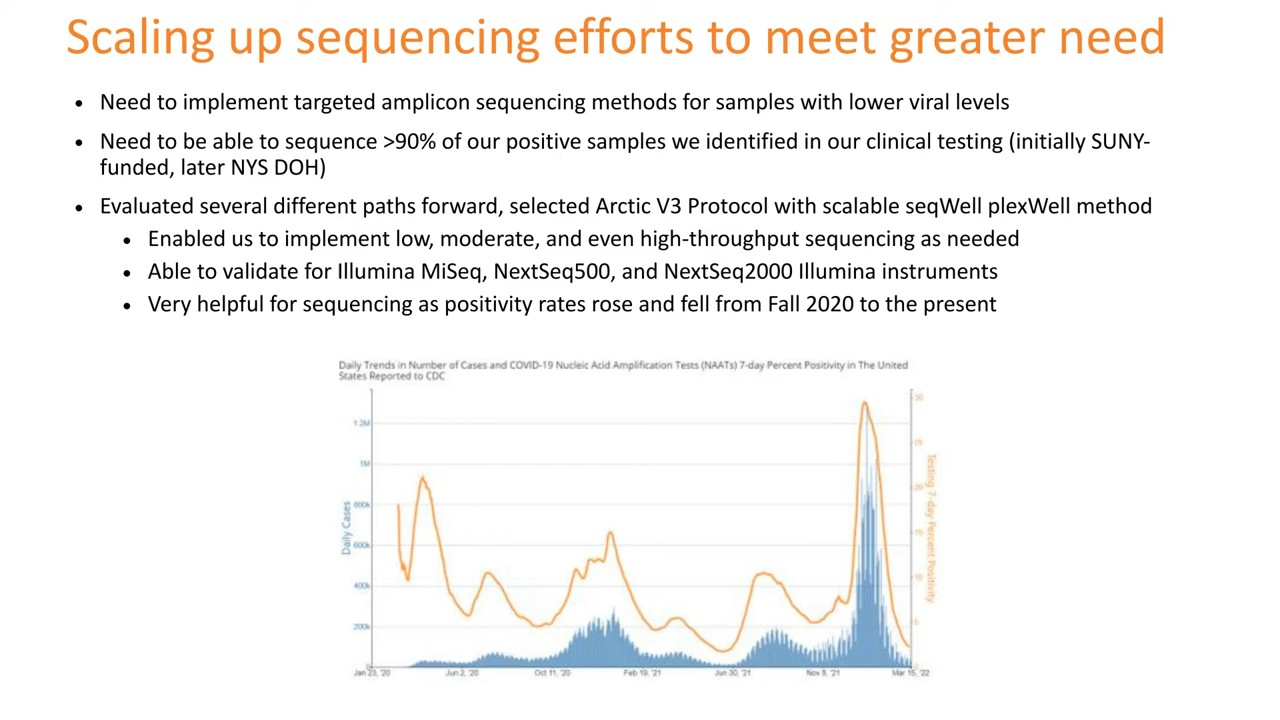 Scaling up sequencing efforts to meet greater need
• Need to implement targeted amplicon sequencing methods for samples with lower viral levels
• Need to be able to sequence >90% of our positive samples we identified in our clinical testing (initially SUNY-
funded, later NYS DOH)
• Evaluated several different paths forward, selected Arctic V3 Protocol with scalable seqWell plexWell method
• Enabled us to implement low, moderate, and even high-throughput sequencing as needed
• Able to validate for Illumina MiSeq, NextSeq500, and NextSeq2000 Illumina instruments
• Very helpful for sequencing as positivity rates rose and fell from Fall 2020 to the present
Daily Trends in Number of Cases and COVID-19 Nucleic Acid Amplification Tests (NAATs) 7-day Percent Positivity in The United
States Reported to CDC
Daily Cases
1.2M
1M
800k
600k
400k
200k
0
Testing 7-day Percent Positivity
30
25
20
15
10
5
0
Jan 23, '20 Jun 2, '20 Oct 11, '20 Feb 19, '21 Jun 30, '21 Nov 8, '21 Mar 15, '22